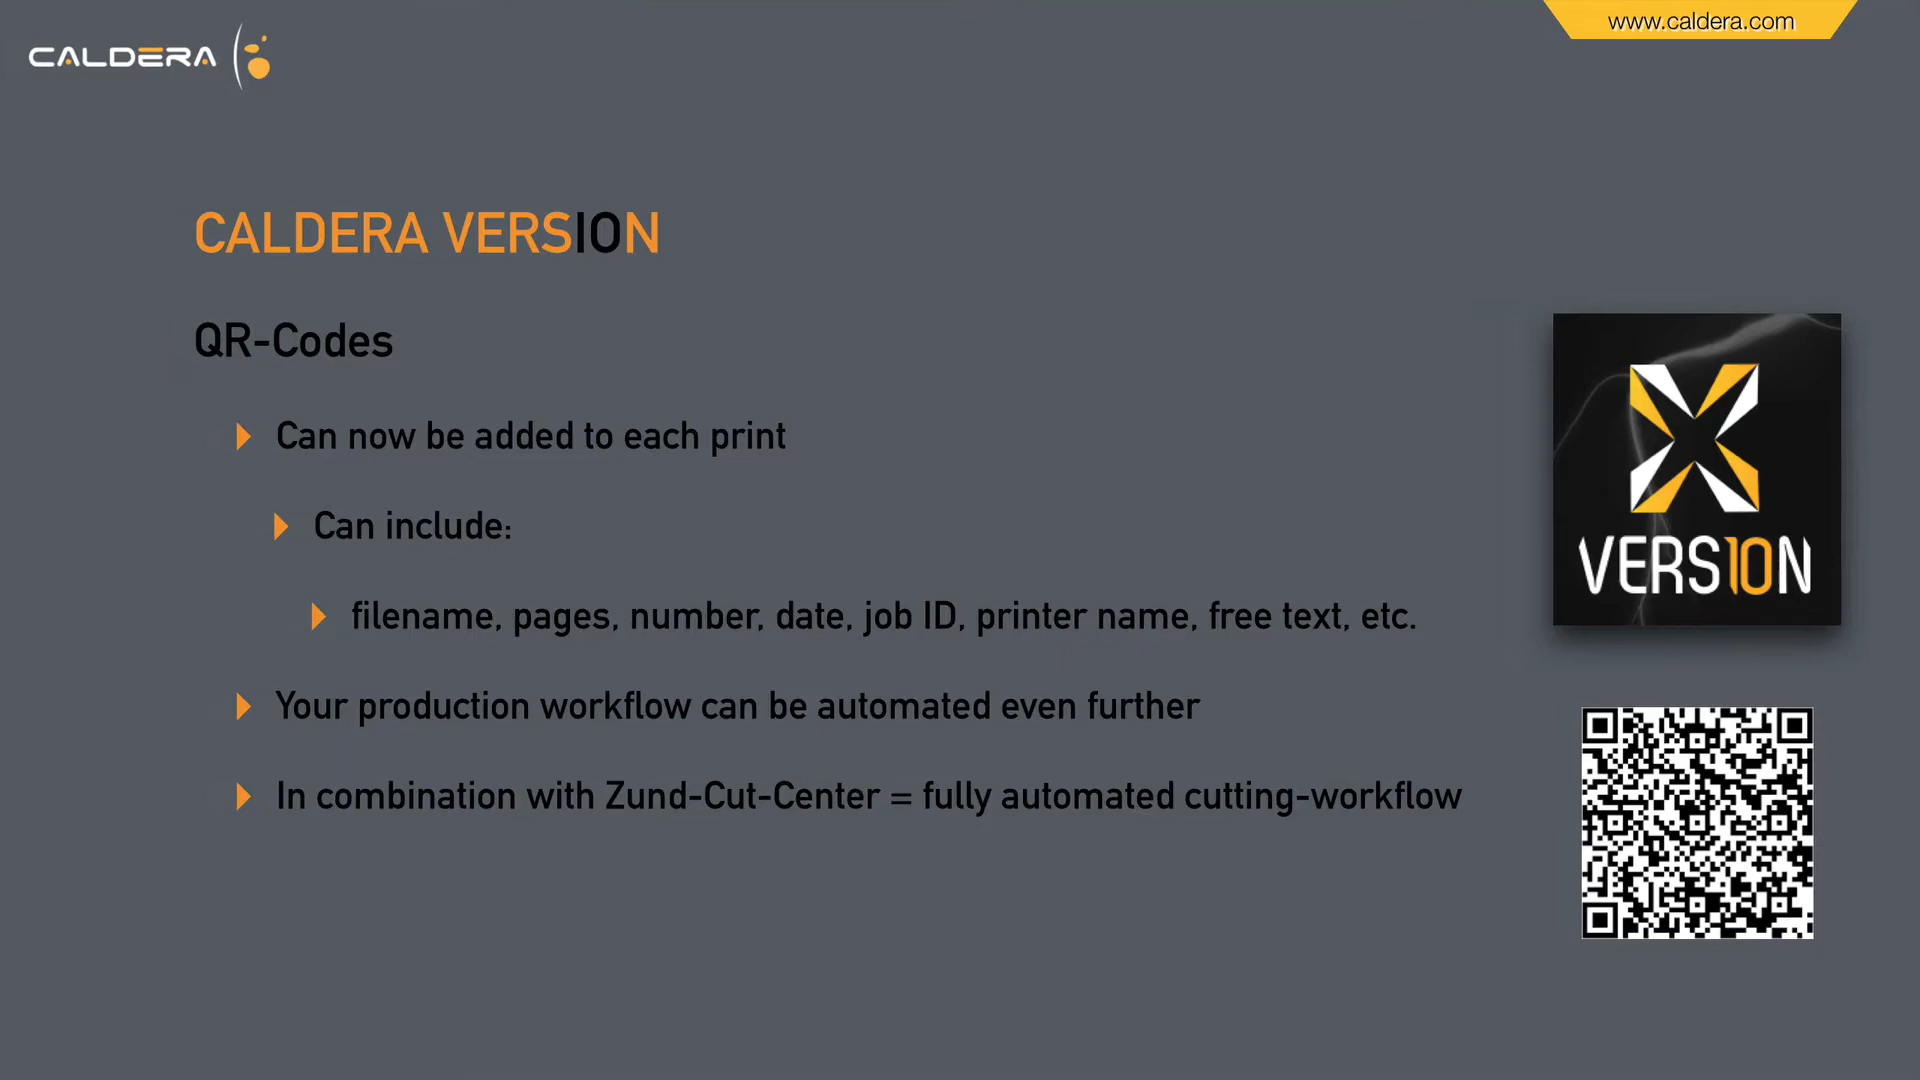 CALDERA
www.caldera.com
CALDERA VERSION
QR-Codes
Can now be added to each print
Can include:
filename, pages, number, date, job ID, printer name, free text, etc.
Your production workflow can be automated even further
In combination with Zund-Cut-Center = fully automated cutting-workflow
VERS10N